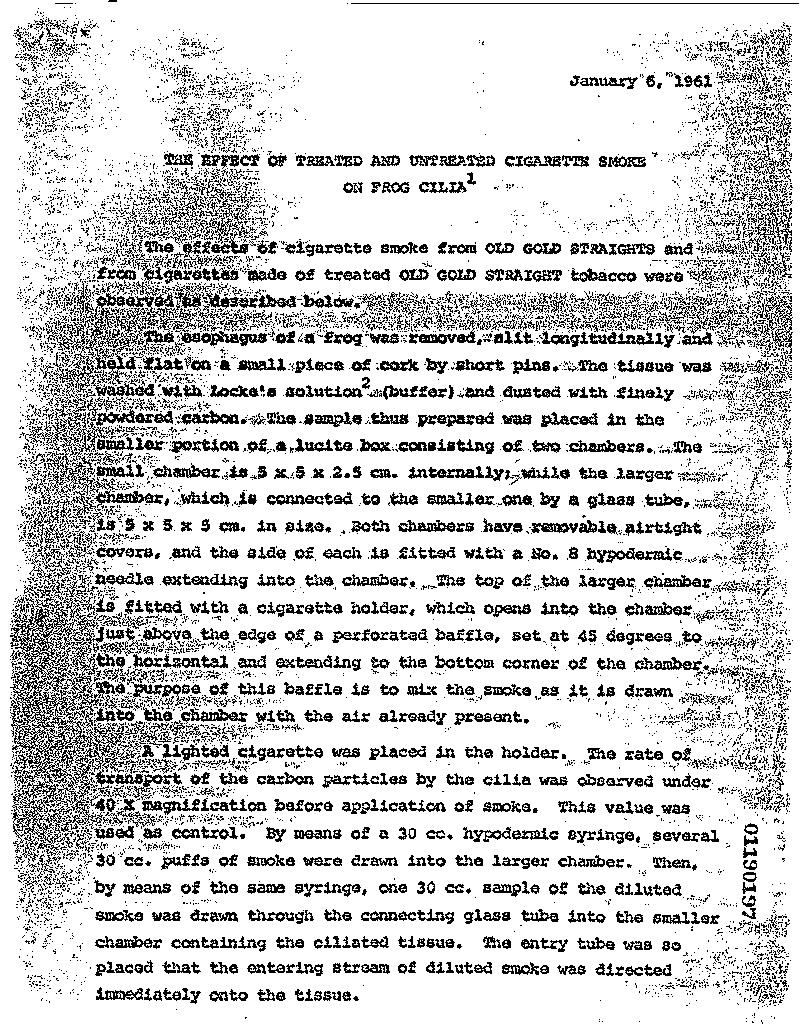 January 6, 1961
THE EFFECT OF TREATED AND UNTREATED CIGARETTE SMOKE
ON FROG CILIA1
The effects of cigarette smoke from OLD GOLD STRAIGHTS and
from cigarettes made of treated OLD GOLD STRAIGHT tobacco were
observed as described below.
The esophagus of a frog was removed, slit longitudinally and
held flat on a small piece of cork by short pins. The tissue was
washed with Locke's solution2 (buffer) and dusted with finely
powdered carbon. The sample thus prepared was placed in the
smaller portion of a lucite box consisting of two chambers. The
small chamber is 5 x 5 x 2.5 cm. internally, while the larger
chamber, which is connected to the smaller one by a glass tube,
is 5 x 5 x 5 cm. in size. Both chambers have removable airtight
covers, and the side of each is fitted with a No. 8 hypodermic
needle extending into the chamber. The top of the larger chamber
is fitted with a cigarette holder, which opens into the chamber
just above the edge of a perforated baffle, set at 45 degrees to
the horizontal and extending to the bottom corner of the chamber.
The purpose of this baffle is to mix the smoke as it is drawn
into the chamber with the air already present.
A lighted cigarette was placed in the holder. The rate of
transport of the carbon particles by the cilia was observed under
40 X magnification before application of smoke. This value was
used as control. By means of a 30 cc. hypodermic syringe, several
30 cc. puffs of smoke were drawn into the larger chamber. Then,
by means of the same syringe, one 30 cc. sample of the diluted
smoke was drawn through the connecting glass tube into the smaller
chamber containing the ciliated tissue. The entry tube was so
placed that the entering stream of diluted smoke was directed
immediately onto the tissue.
01190197